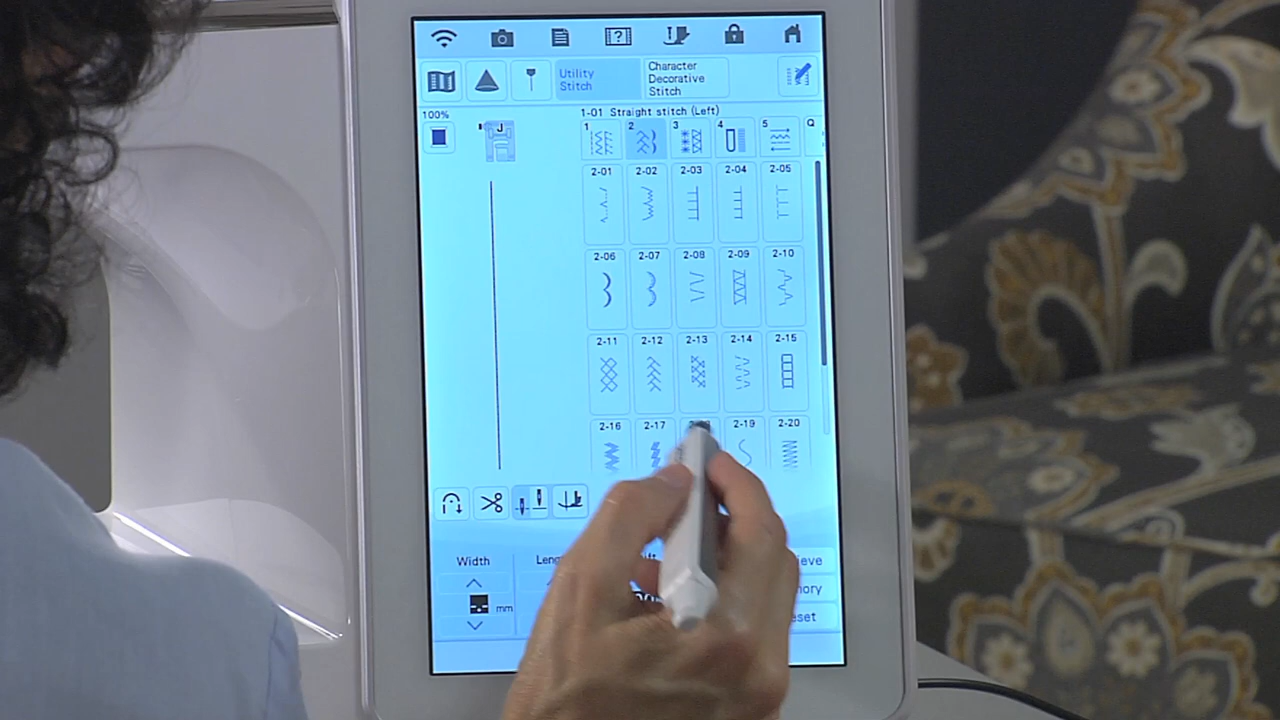 Utility
Stitch
Character
Decorative
Stitch
100%
J
1-01 Straight stitch (Left)
1 2 3 4 5 Q
2-01 2-02 2-03 2-04 2-05
2-06 2-07 2-08 2-09 2-10
2-11 2-12 2-13 2-14 2-15
2-16 2-17 2-19 2-20
Width
mm